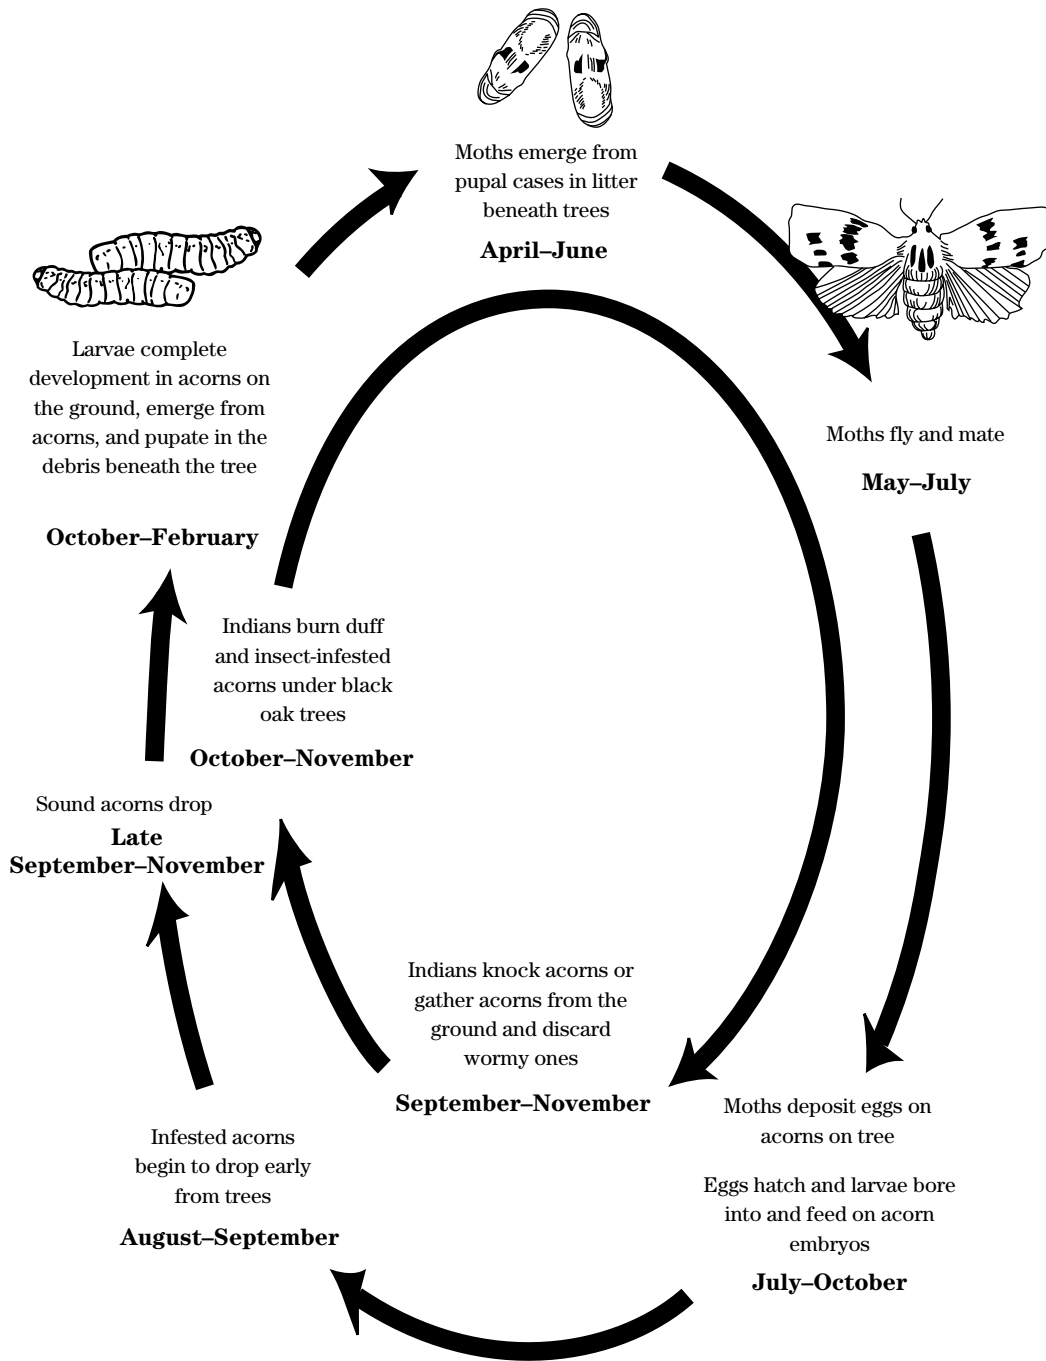 Moths emerge from
pupal cases in litter
beneath trees
April–June
Moths fly and mate
May–July
Moths deposit eggs on
acorns on tree
Eggs hatch and larvae bore
into and feed on acorn
embryos
July–October
Infested acorns
begin to drop early
from trees
August–September
Sound acorns drop
Late
September–November
Larvae complete
development in acorns on
the ground, emerge from
acorns, and pupate in the
debris beneath the tree
October–February
Indians burn duff
and insect-infested
acorns under black
oak trees
October–November
Indians knock acorns or
gather acorns from the
ground and discard
wormy ones
September–November